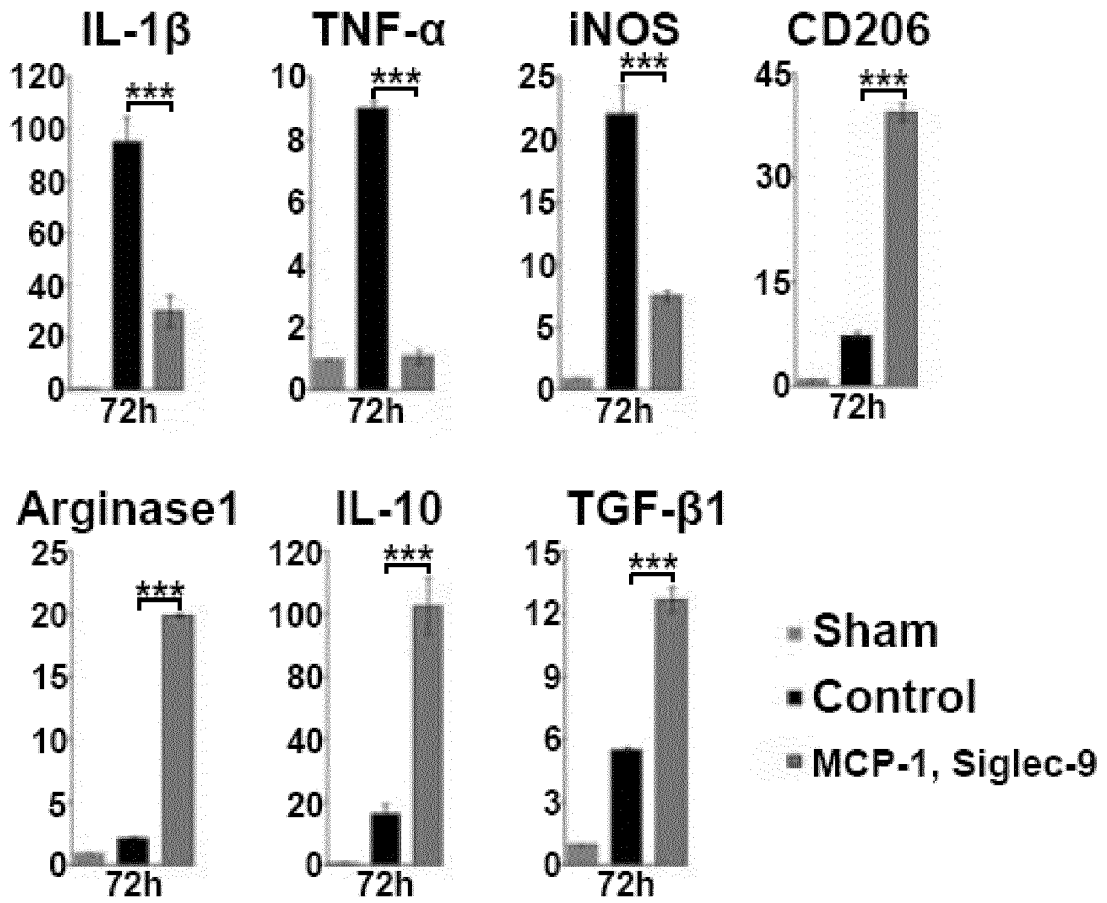 IL-1β TNF-α iNOS CD206
*** *** *** ***
120 10 25 45
100 8 20 30
80 6 15 15
60 4 10 0
40 2 5
20 0 0
0
72h 72h 72h 72h
Arginase1 IL-10 TGF-β1
*** *** ***
25 120 15
20 100 12
15 80 9
10 60 6
5 40 3
0 20 0
0
72h 72h 72h
Sham
Control
MCP-1, Siglec-9